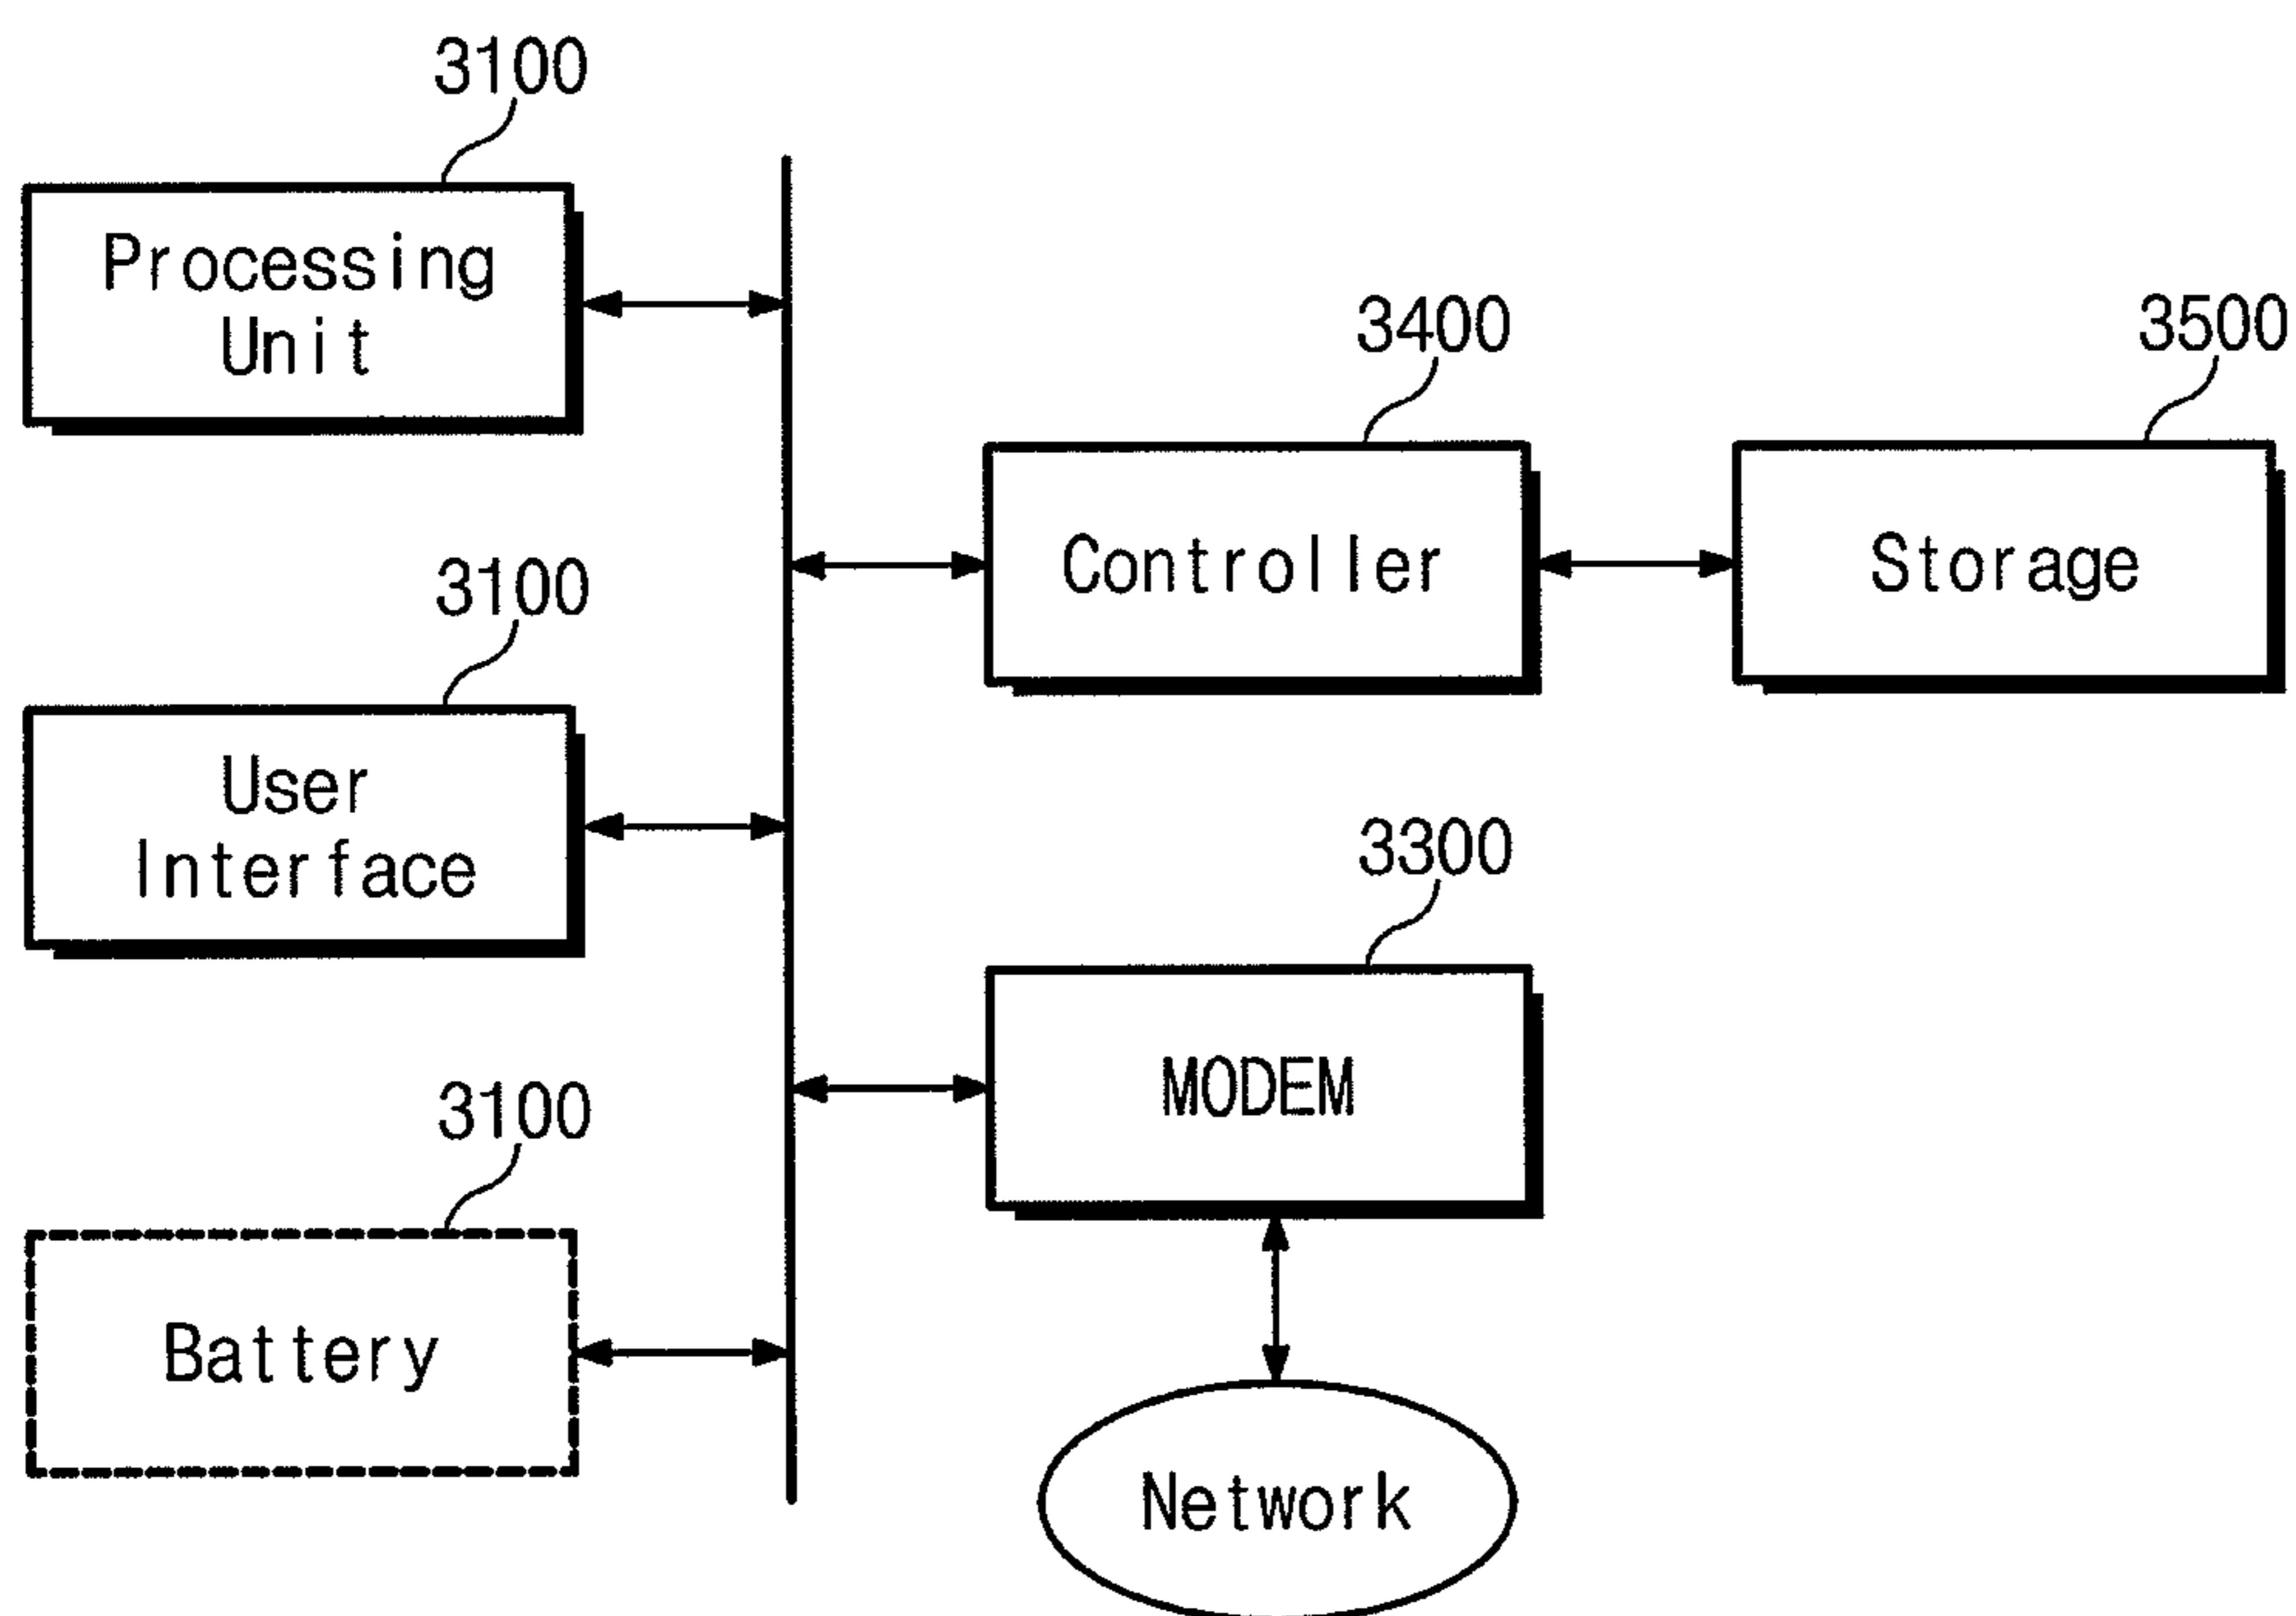 3100
Processing
Unit
3400
3500
Controller
Storage
3100
User
Interface
3300
MODEM
3100
Battery
Network